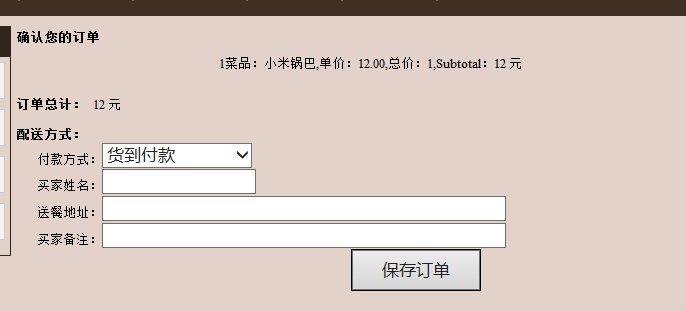 确认您的订单
1菜品：小米锅巴,单价：12.00,总价：1,Subtotal：12 元
订单总计： 12 元
配送方式：
付款方式： 货到付款
买家姓名：
送餐地址：
买家备注：
保存订单